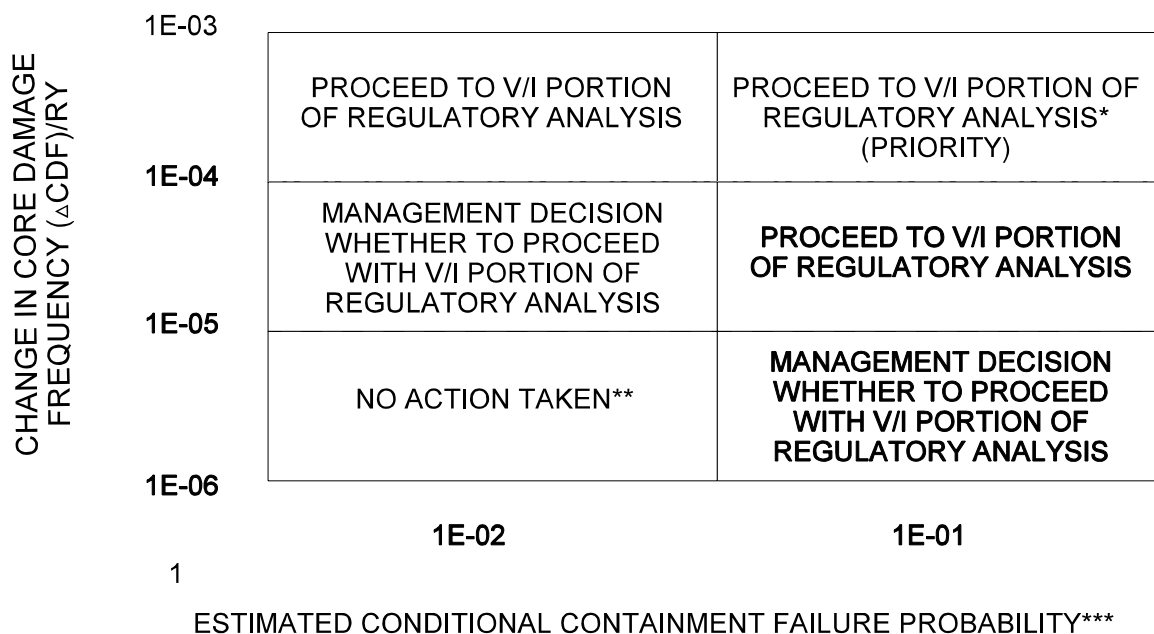 CHANGE IN CORE DAMAGE
FREQUENCY (△CDF)/RY
1E-03
PROCEED TO V/I PORTION
OF REGULATORY ANALYSIS
PROCEED TO V/I PORTION OF
REGULATORY ANALYSIS*
(PRIORITY)
1E-04
MANAGEMENT DECISION
WHETHER TO PROCEED
WITH V/I PORTION OF
REGULATORY ANALYSIS
PROCEED TO V/I PORTION
OF REGULATORY ANALYSIS
1E-05
NO ACTION TAKEN**
MANAGEMENT DECISION
WHETHER TO PROCEED
WITH V/I PORTION OF
REGULATORY ANALYSIS
1E-06
1E-02
1E-01
1
ESTIMATED CONDITIONAL CONTAINMENT FAILURE PROBABILITY***